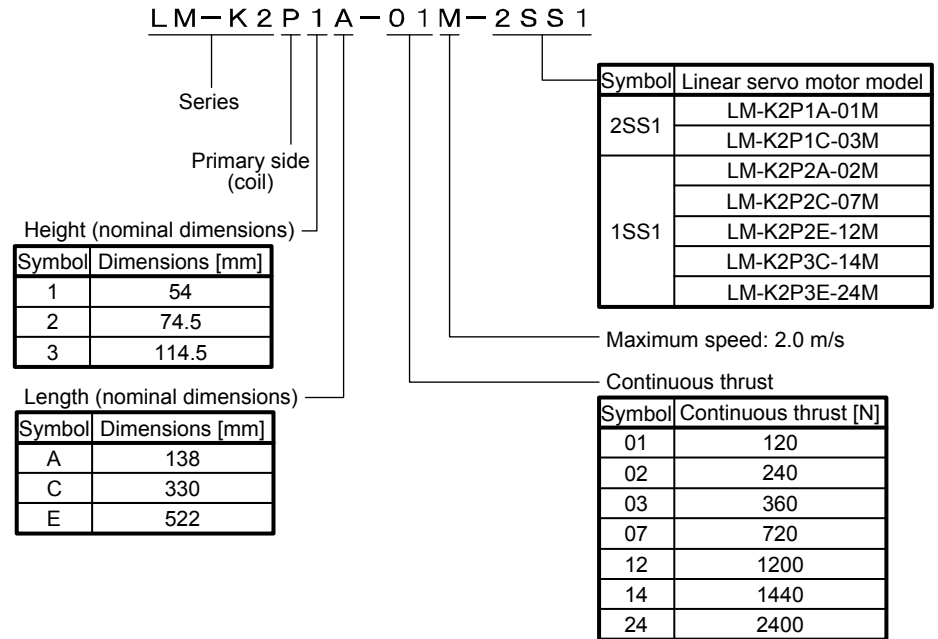 LM-K2P1A-01M-2SS1
Series
Primary side
(coil)
Height (nominal dimensions)
Symbol Dimensions [mm]
1 54
2 74.5
3 114.5
Length (nominal dimensions)
Symbol Dimensions [mm]
A 138
C 330
E 522
Symbol Linear servo motor model
2SS1 LM-K2P1A-01M
LM-K2P1C-03M
1SS1 LM-K2P2A-02M
LM-K2P2C-07M
LM-K2P2E-12M
LM-K2P3C-14M
LM-K2P3E-24M
Maximum speed: 2.0 m/s
Continuous thrust
Symbol Continuous thrust [N]
01 120
02 240
03 360
07 720
12 1200
14 1440
24 2400